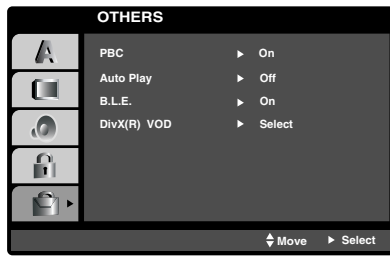 OTHERS
A
PBC ► On
Auto Play ► Off
B.L.E. ► On
DivX(R) VOD ► Select
Move ► Select